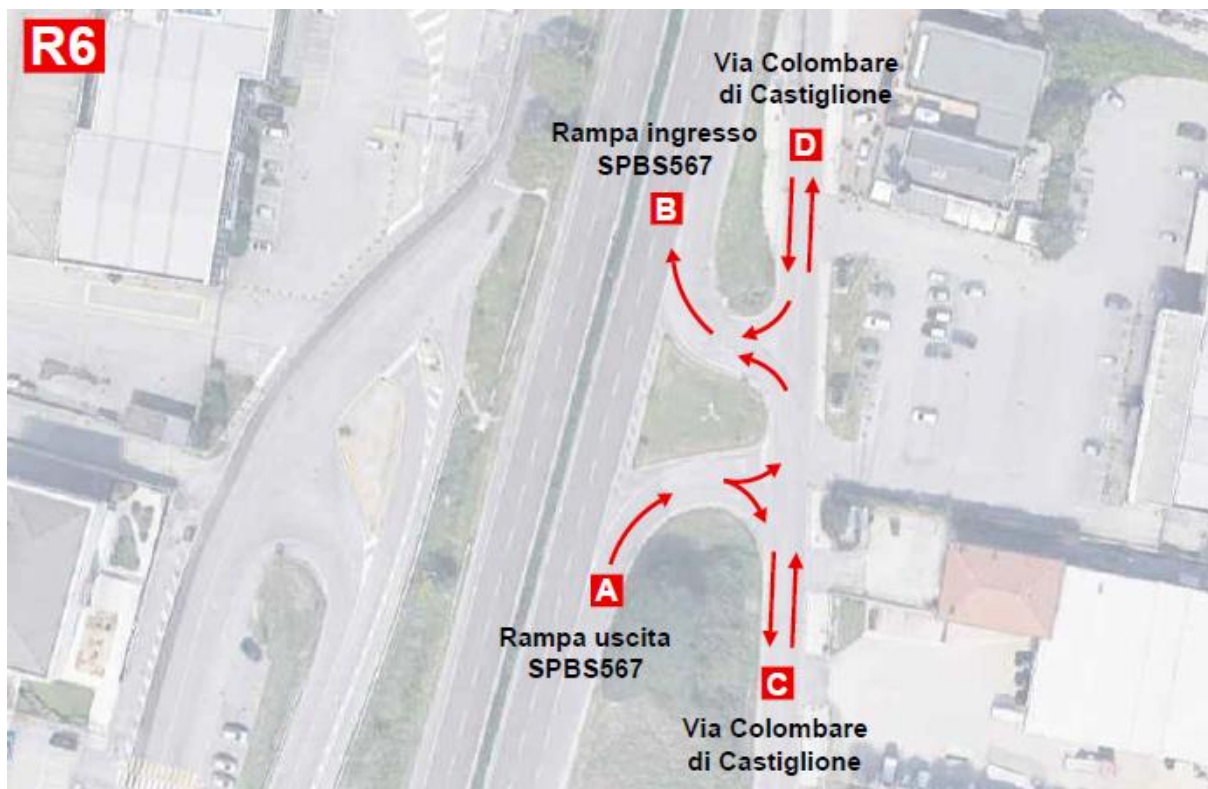 R6
Via Colombare
di Castiglione
D
Rampa ingresso
SPBS567
B
A
Rampa uscita
SPBS567
C
Via Colombare
di Castiglione